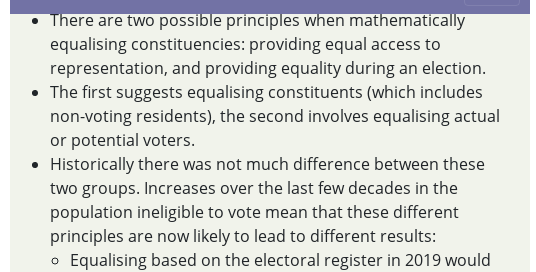 • There are two possible principles when mathematically
equalising constituencies: providing equal access to
representation, and providing equality during an election.
• The first suggests equalising constituents (which includes
non-voting residents), the second involves equalising actual
or potential voters.
• Historically there was not much difference between these
two groups. Increases over the last few decades in the
population ineligible to vote mean that these different
principles are now likely to lead to different results:
◦ Equalising based on the electoral register in 2019 would